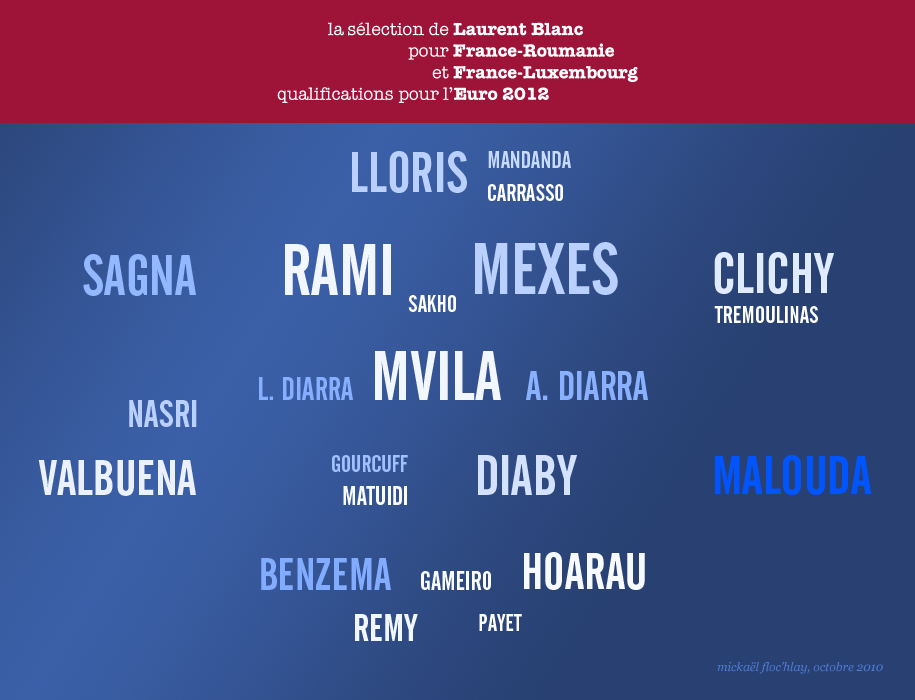 la sélection de Laurent Blanc
pour France-Roumanie
et France-Luxembourg
qualifications pour l'Euro 2012
LLORIS MANDANDA
CARRASSO
SAGNA RAMI MEXES CLICHY
SAKHO TREMOULINAS
L. DIARRA MVILA A. DIARRA
NASRI
VALBUENA GOURCUFF DIABY MALOUDA
MATUIDI
BENZEMA GAMEIRO HOARAU
REMY PAYET
mickaël floc'hlay, octobre 2010